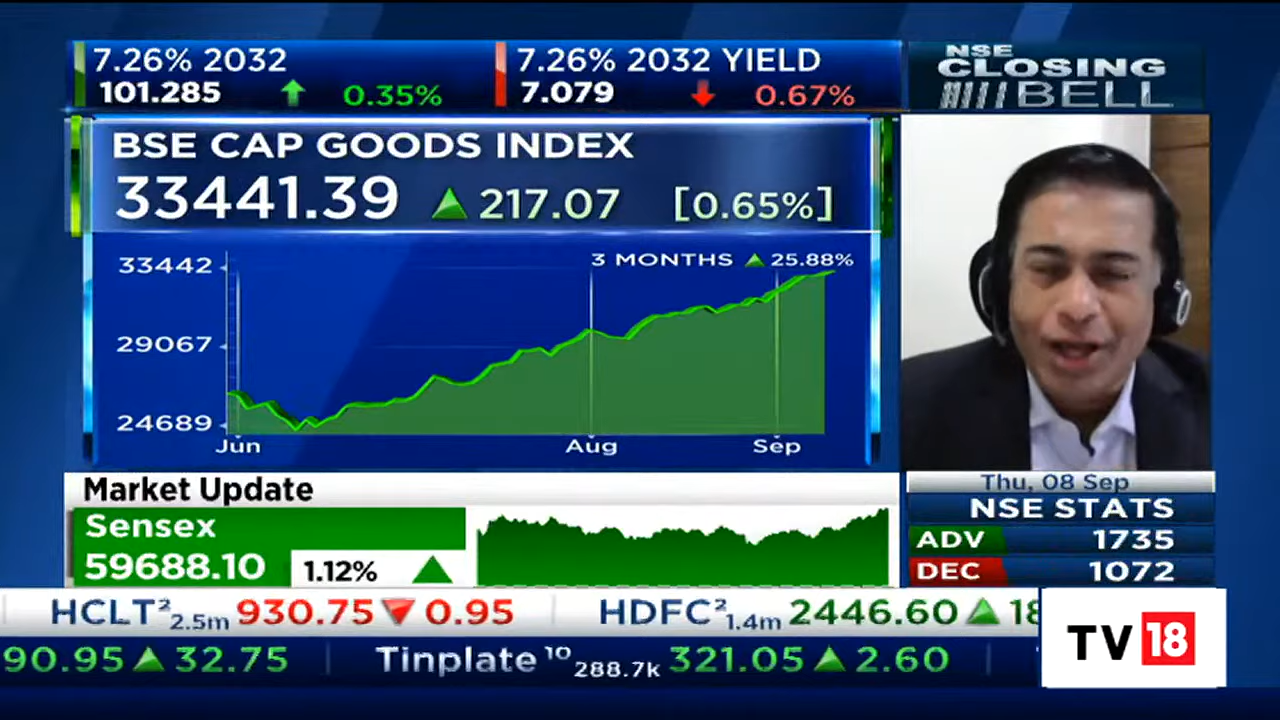 7.26% 2032
101.285 0.35%
7.26% 2032 YIELD
7.079 0.67%
NSE
CLOSING
BELL
BSE CAP GOODS INDEX
33441.39 217.07 [0.65%]
3 MONTHS 25.88%
33442
29067
24689
Jun Aug Sep
Market Update
Sensex
59688.10 1.12%
Thu, 08 Sep
NSE STATS
ADV 1735
DEC 1072
HCLT² 2.5m 930.75 0.95 HDFC² 1.4m 2446.60 18
90.95 32.75 Tinplate ¹⁰ 288.7k 321.05 2.60
TV18